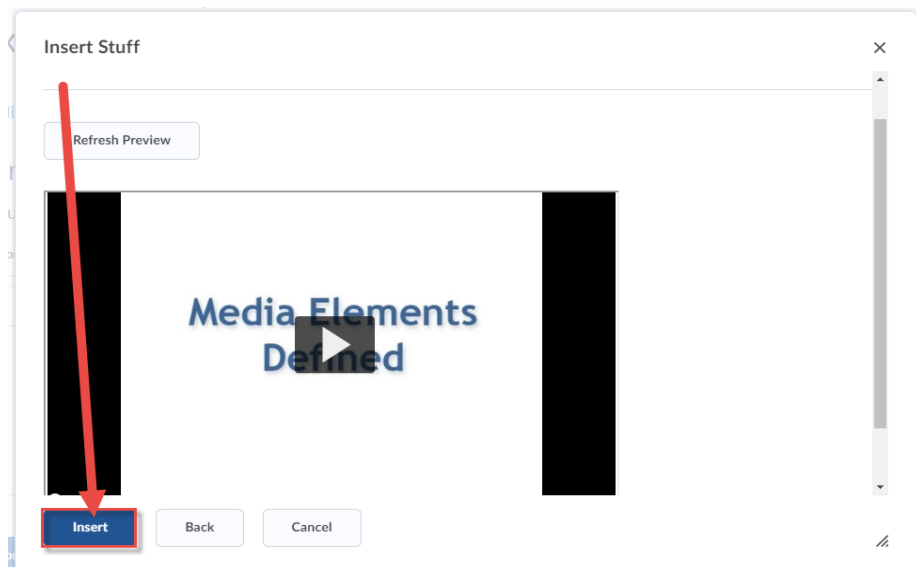 Insert Stuff
Refresh Preview
Media Elements
Defined
Insert Back Cancel